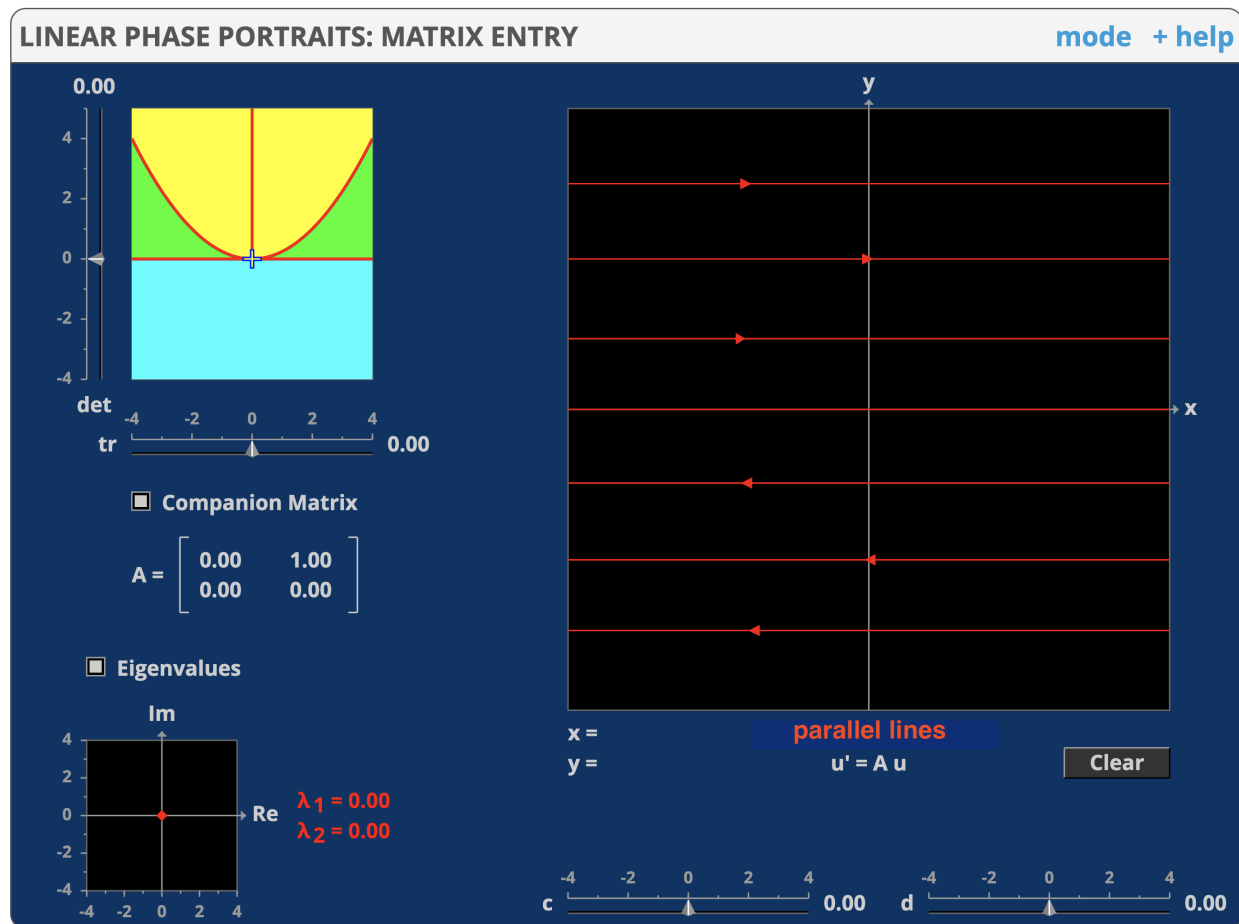 LINEAR PHASE PORTRAITS: MATRIX ENTRY mode + help
0.00
4
2
0
-2
-4
det
-4 -2 0 2 4
tr 0.00
Companion Matrix
A =
0.00 1.00
0.00 0.00
Eigenvalues
Im
4
2
0
-2
-4
-4 -2 0 2 4
Re
λ1 = 0.00
λ2 = 0.00
y
x
x = parallel lines
y = u' = A u Clear
-4 -2 0 2 4
c 0.00
-4 -2 0 2 4
d 0.00